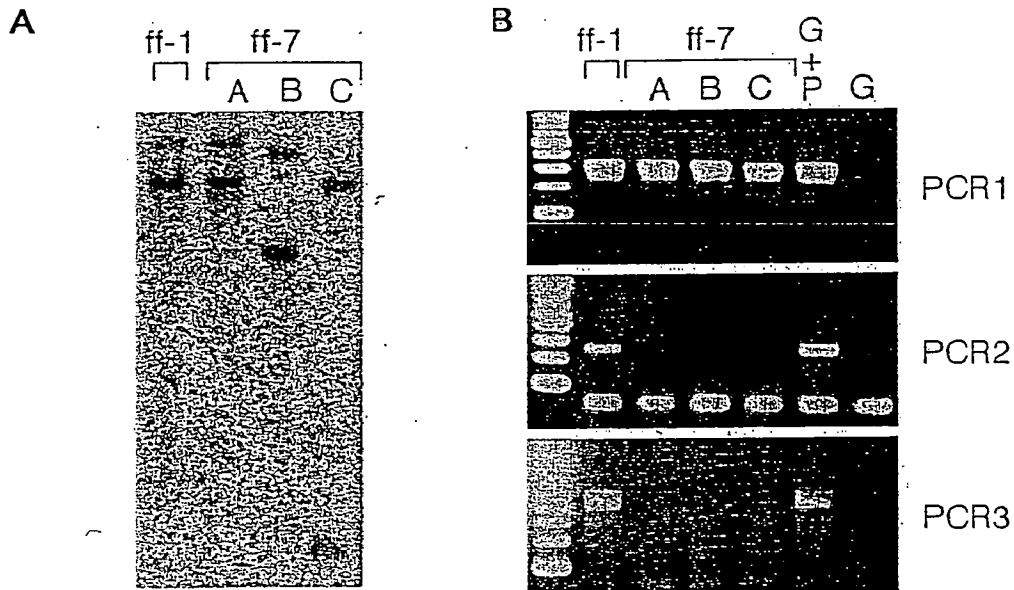 A
ff-1 ff-7
A B C
B
ff-1 ff-7 G + P G
A B C
PCR1
PCR2
PCR3